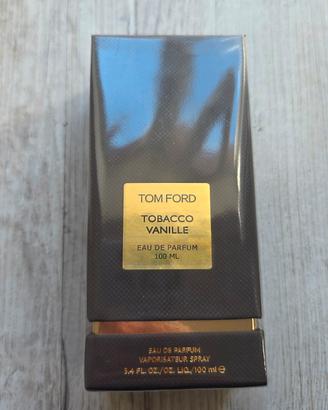 TOM FORD
TOBACCO
VANILLE
EAU DE PARFUM
100 ML
EAU DE PARFUM
VAPORISATEUR SPRAY
3.4 FL. OZ./OZ. LIQ./100 ml ℮